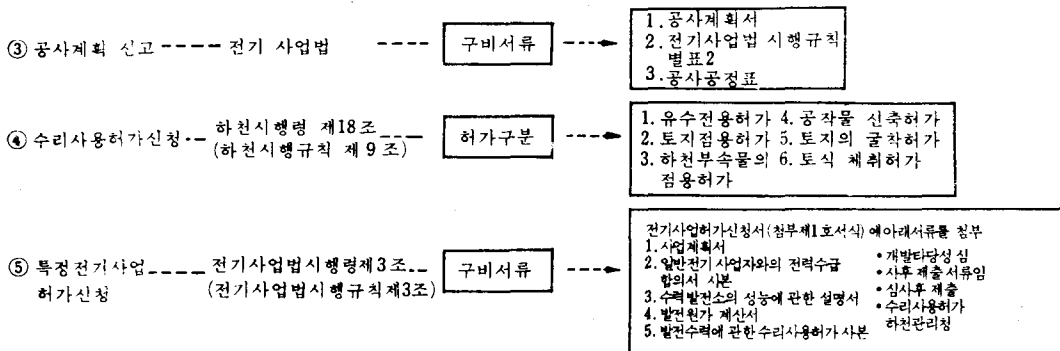 ③ 공사계획 신고 ---- 전기 사업법 ---- 구비서류 ---→
1. 공사계획서
2. 전기사업법 시행규칙
별표2
3. 공사공정표
④ 수리사용허가신청 -- 하천시행령 제18조 --- 허가구분 ---→
(하천시행규칙 제 9 조)
1. 유수전용허가 4. 공작물 신축허가
2. 토지점용허가 5. 토지의 굴착허가
3. 하천부속물의 6. 토식 채취허가
점용허가
⑤ 특정전기사업 ---- 전기사업법시행령제3조 -- 구비서류 ---→
허가신청 (전기사업법시행규칙제3조)
전기사업허가신청서(첨부제1호서식) 에아래서류를 첨부
1. 사업계획서
2. 일반전기 사업자와의 전력수급
합의서 사본
3. 수력발전소의 성능에 관한 설명서
4. 발전원가 계산서
5. 발전수력에 관한 수리사용허가 사본
• 개발타당성 심
• 사후 제출 서류임
• 심사후 제출
• 수리사용허가
하천관리청